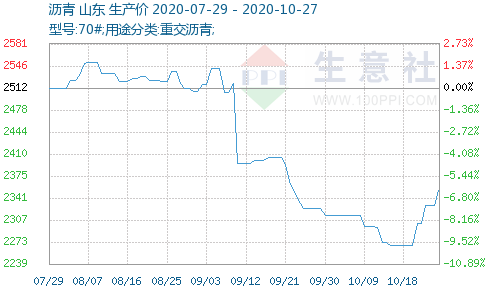 沥青 山东 生产价 2020-07-29 - 2020-10-27
型号:70#;用途分类:重交沥青;
2581 2.73%
2546 1.37%
2512 0.00%
2478 -1.36%
2444 -2.72%
2410 -4.08%
2375 -5.44%
2341 -6.80%
2307 -8.16%
2273 -9.52%
2239 -10.89%
生意社
WWW.100PPI.COM
PPI
07/29 08/07 08/16 08/25 09/03 09/12 09/21 09/30 10/09 10/18